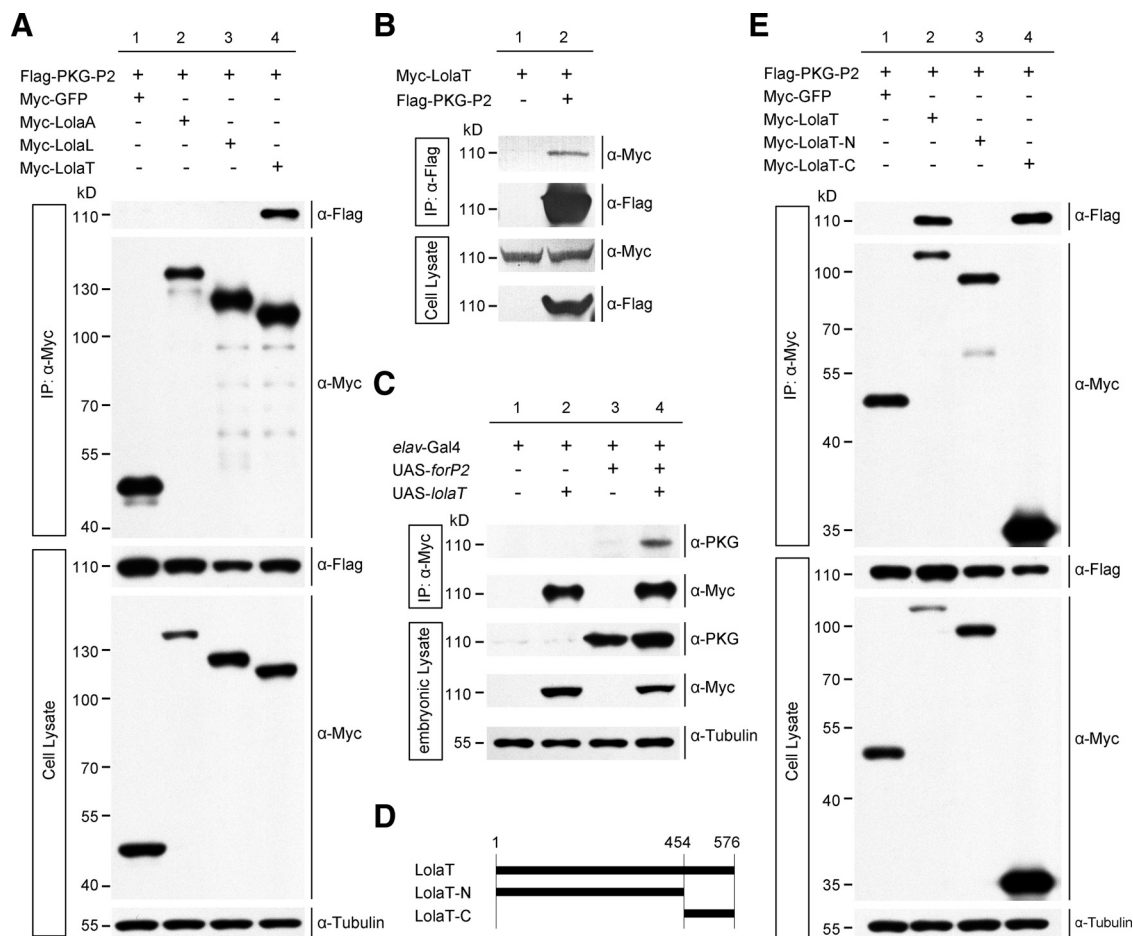 A
1 2 3 4
Flag-PKG-P2 + + + +
Myc-GFP + - - -
Myc-LolaA - + - -
Myc-LolaL - - + -
Myc-LolaT - - - +
kD
IP: α-Myc
110
α-Flag
130
100
70
55
40
α-Myc
Cell Lysate
110
α-Flag
130
100
70
55
40
α-Myc
55
α-Tubulin
B
1 2
Myc-LolaT + +
Flag-PKG-P2 - +
kD
IP: α-Flag
110
α-Myc
110
α-Flag
Cell Lysate
110
α-Myc
110
α-Flag
C
1 2 3 4
elav-Gal4 + + + +
UAS-forP2 - - + +
UAS-lolaT - + - +
kD
IP: α-Myc
110
α-PKG
110
α-Myc
embryonic Lysate
110
α-PKG
110
α-Myc
55
α-Tubulin
D
1 454 576
LolaT
LolaT-N
LolaT-C
E
1 2 3 4
Flag-PKG-P2 + + + +
Myc-GFP + - - -
Myc-LolaT - + - -
Myc-LolaT-N - - + -
Myc-LolaT-C - - - +
kD
IP: α-Myc
110
α-Flag
100
70
55
40
35
α-Myc
Cell Lysate
110
α-Flag
100
70
55
40
35
α-Myc
55
α-Tubulin